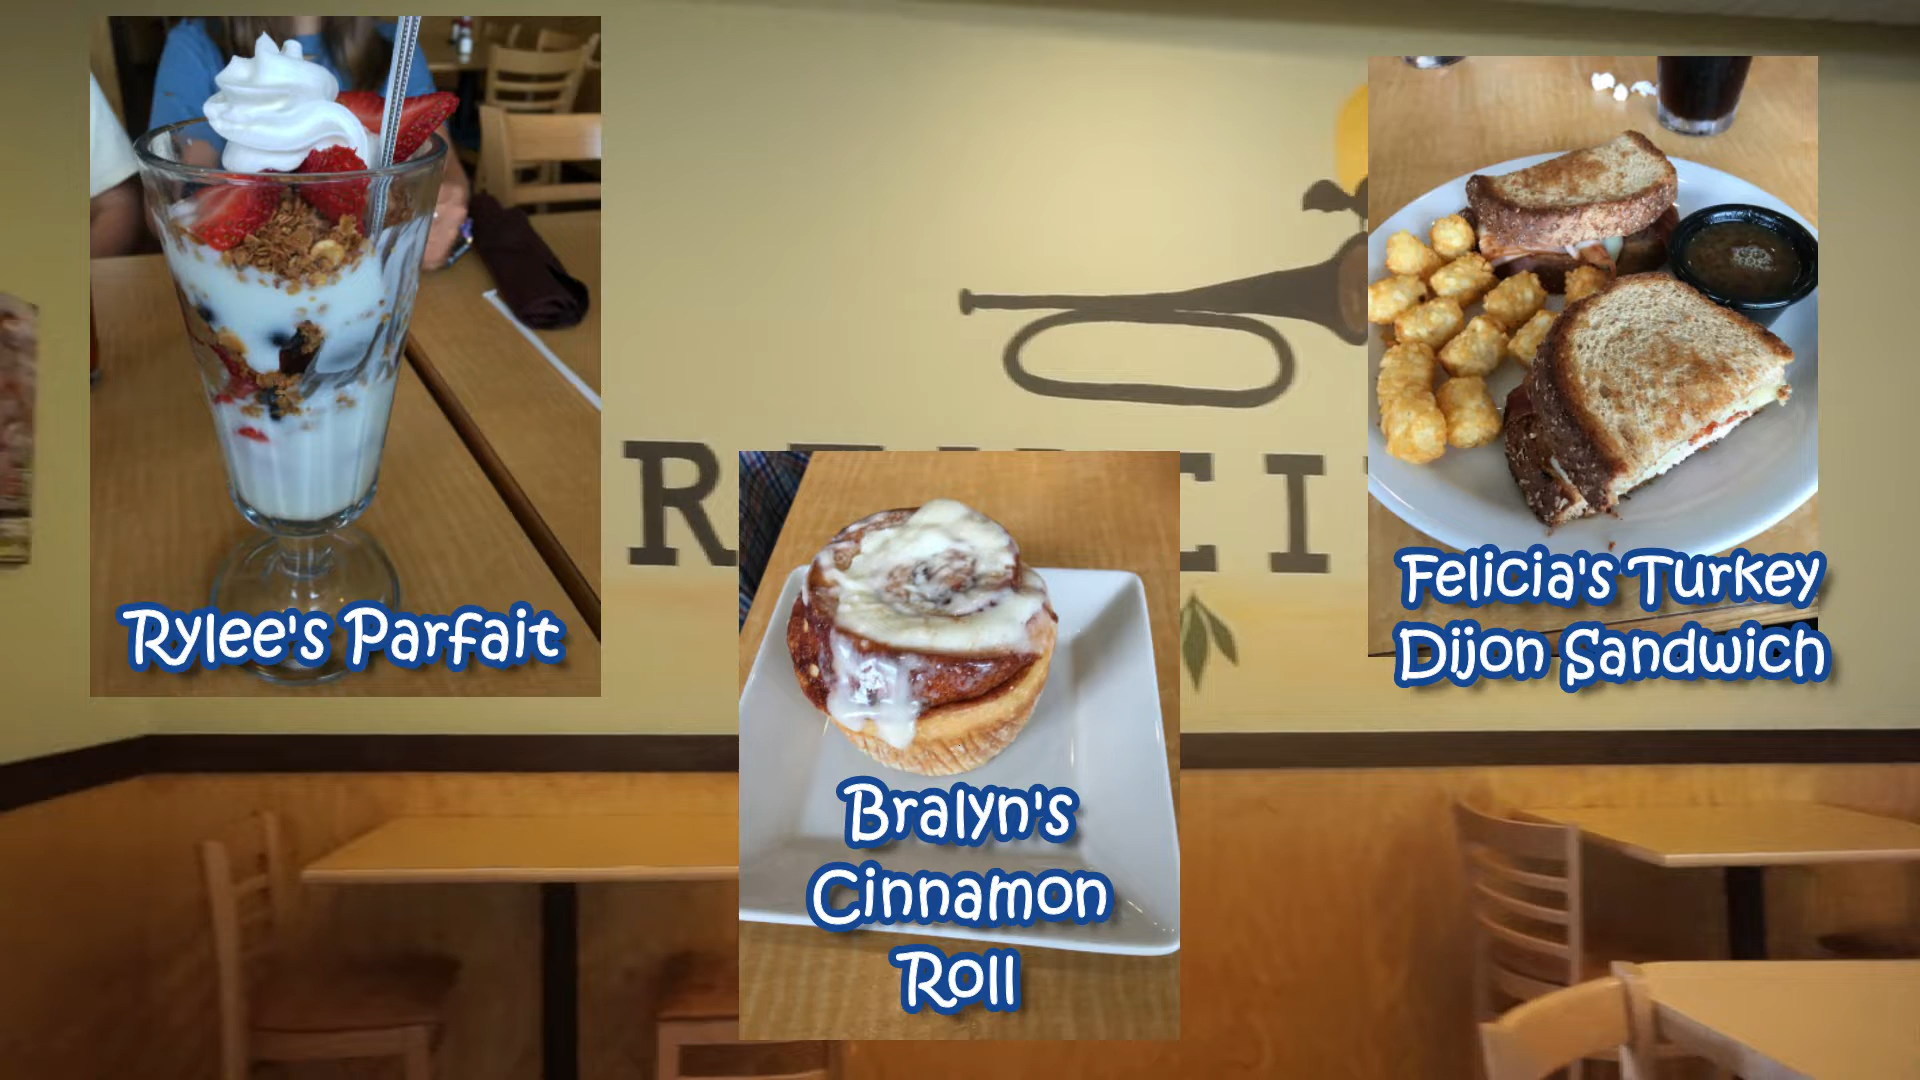 Rylee's Parfait
Bralyn's
Cinnamon
Roll
Felicia's Turkey
Dijon Sandwich